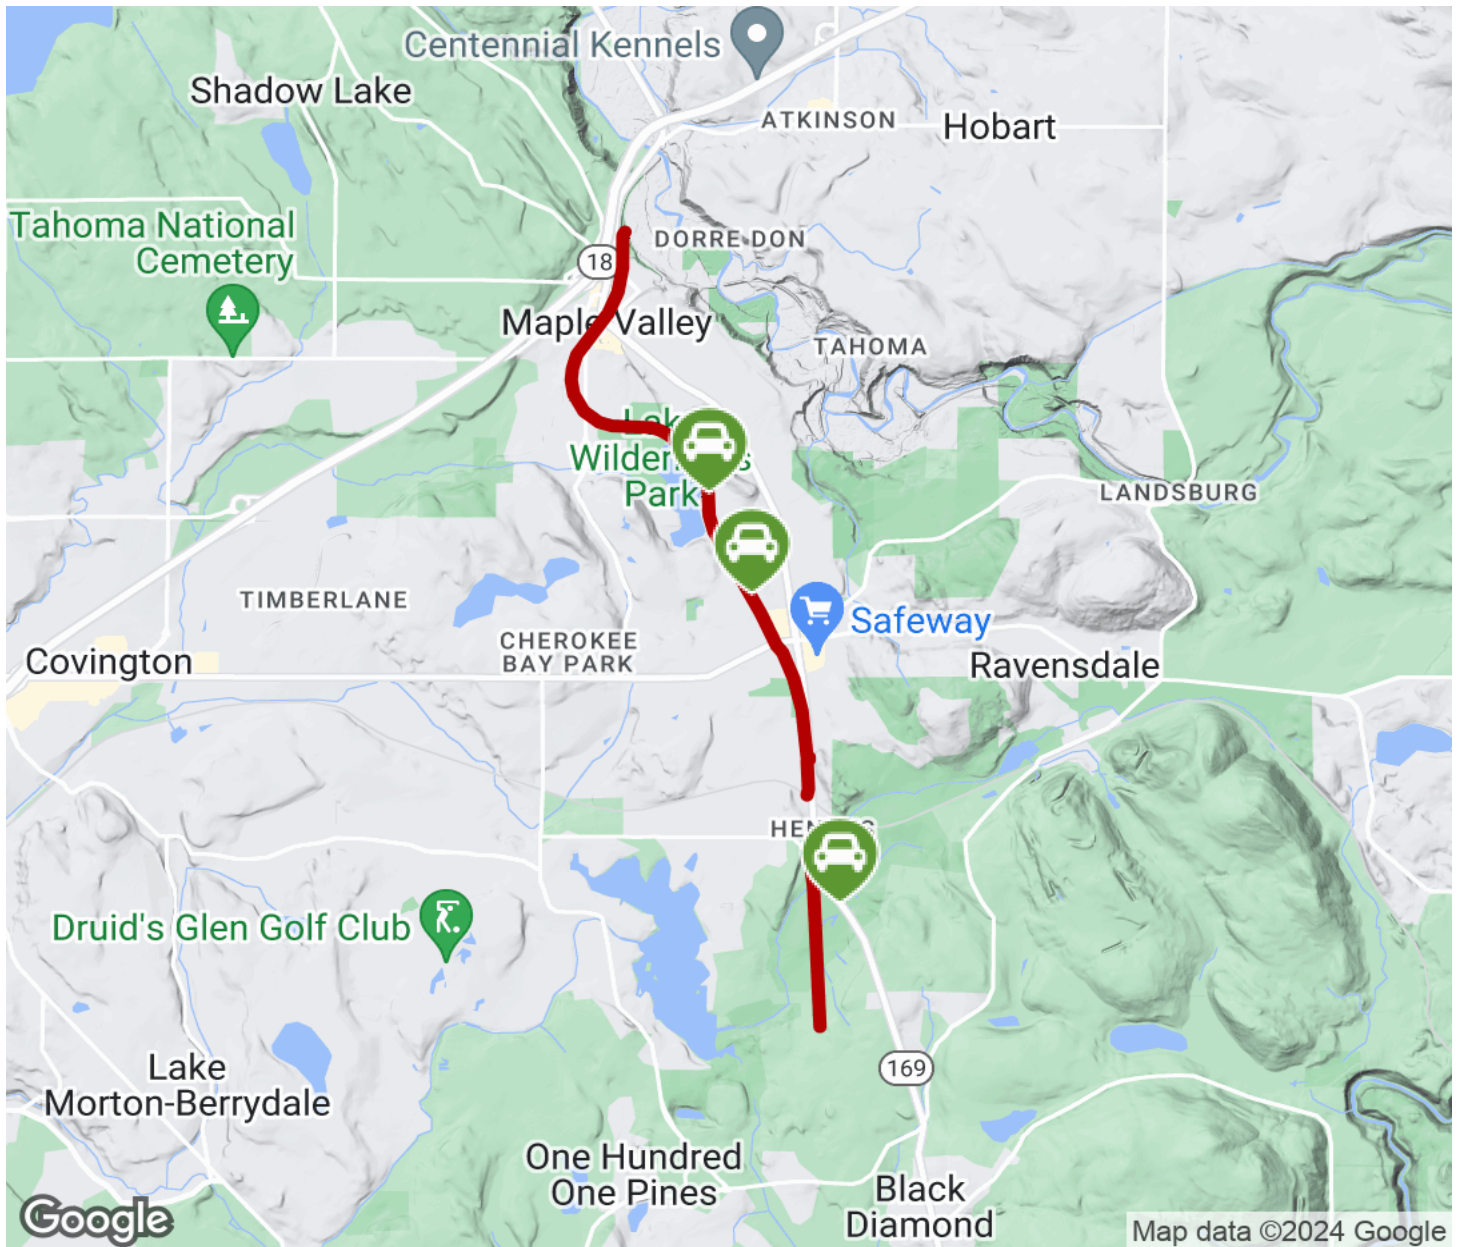 Centennial Kennels
Shadow Lake
ATKINSON
Hobart
Tahoma National
Cemetery
DORRE DON
18
Maple Valley
TAHOMA
Lake
Wilderness
Park
LANDSBURG
TIMBERLANE
CHEROKEE
BAY PARK
Safeway
Covington
Ravensdale
Druid's Glen Golf Club
Lake
Morton-Berrydale
169
One Hundred
One Pines
Black
Diamond
Google
Map data ©2024 Google